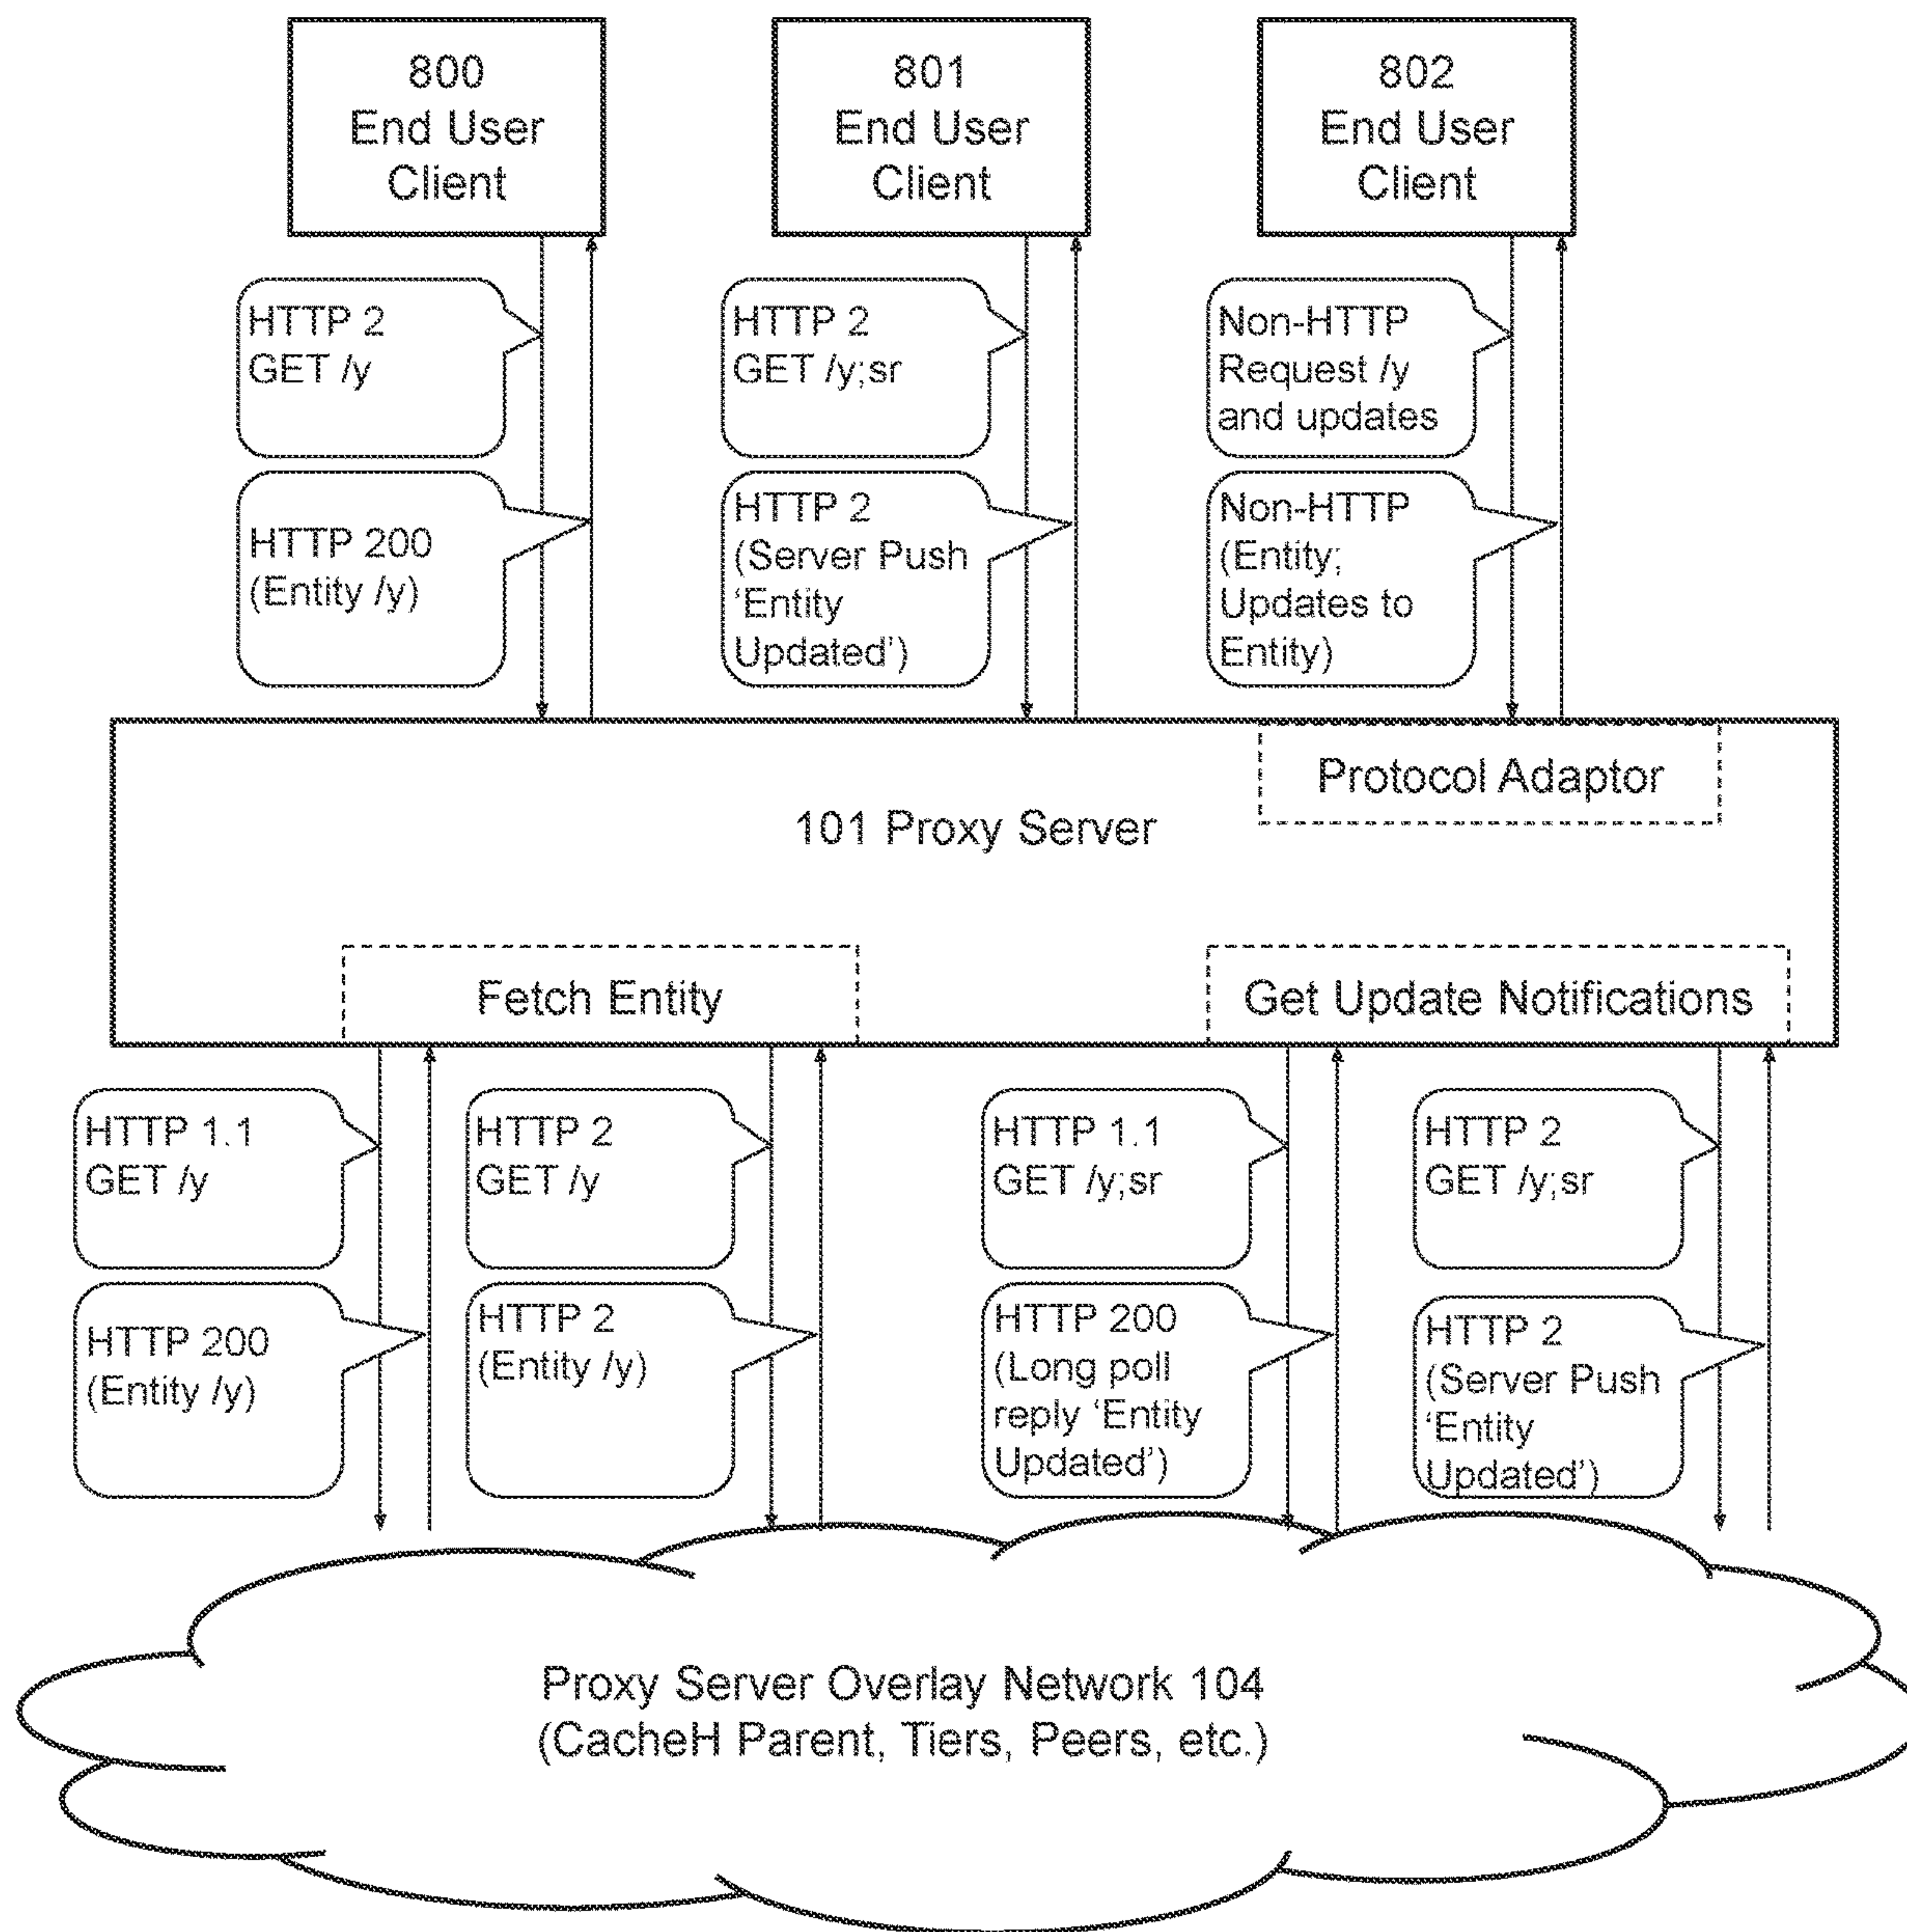 800
End User
Client
801
End User
Client
802
End User
Client
HTTP 2
GET /y
HTTP 2
GET /y;sr
Non-HTTP
Request /y
and updates
HTTP 200
(Entity /y)
HTTP 2
(Server Push
‘Entity
Updated’)
Non-HTTP
(Entity;
Updates to
Entity)
Protocol Adaptor
101 Proxy Server
Fetch Entity
Get Update Notifications
HTTP 1.1
GET /y
HTTP 2
GET /y
HTTP 1.1
GET /y;sr
HTTP 2
GET /y;sr
HTTP 200
(Entity /y)
HTTP 2
(Entity /y)
HTTP 200
(Long poll
reply ‘Entity
Updated’)
HTTP 2
(Server Push
‘Entity
Updated’)
Proxy Server Overlay Network 104
(CacheH Parent, Tiers, Peers, etc.)